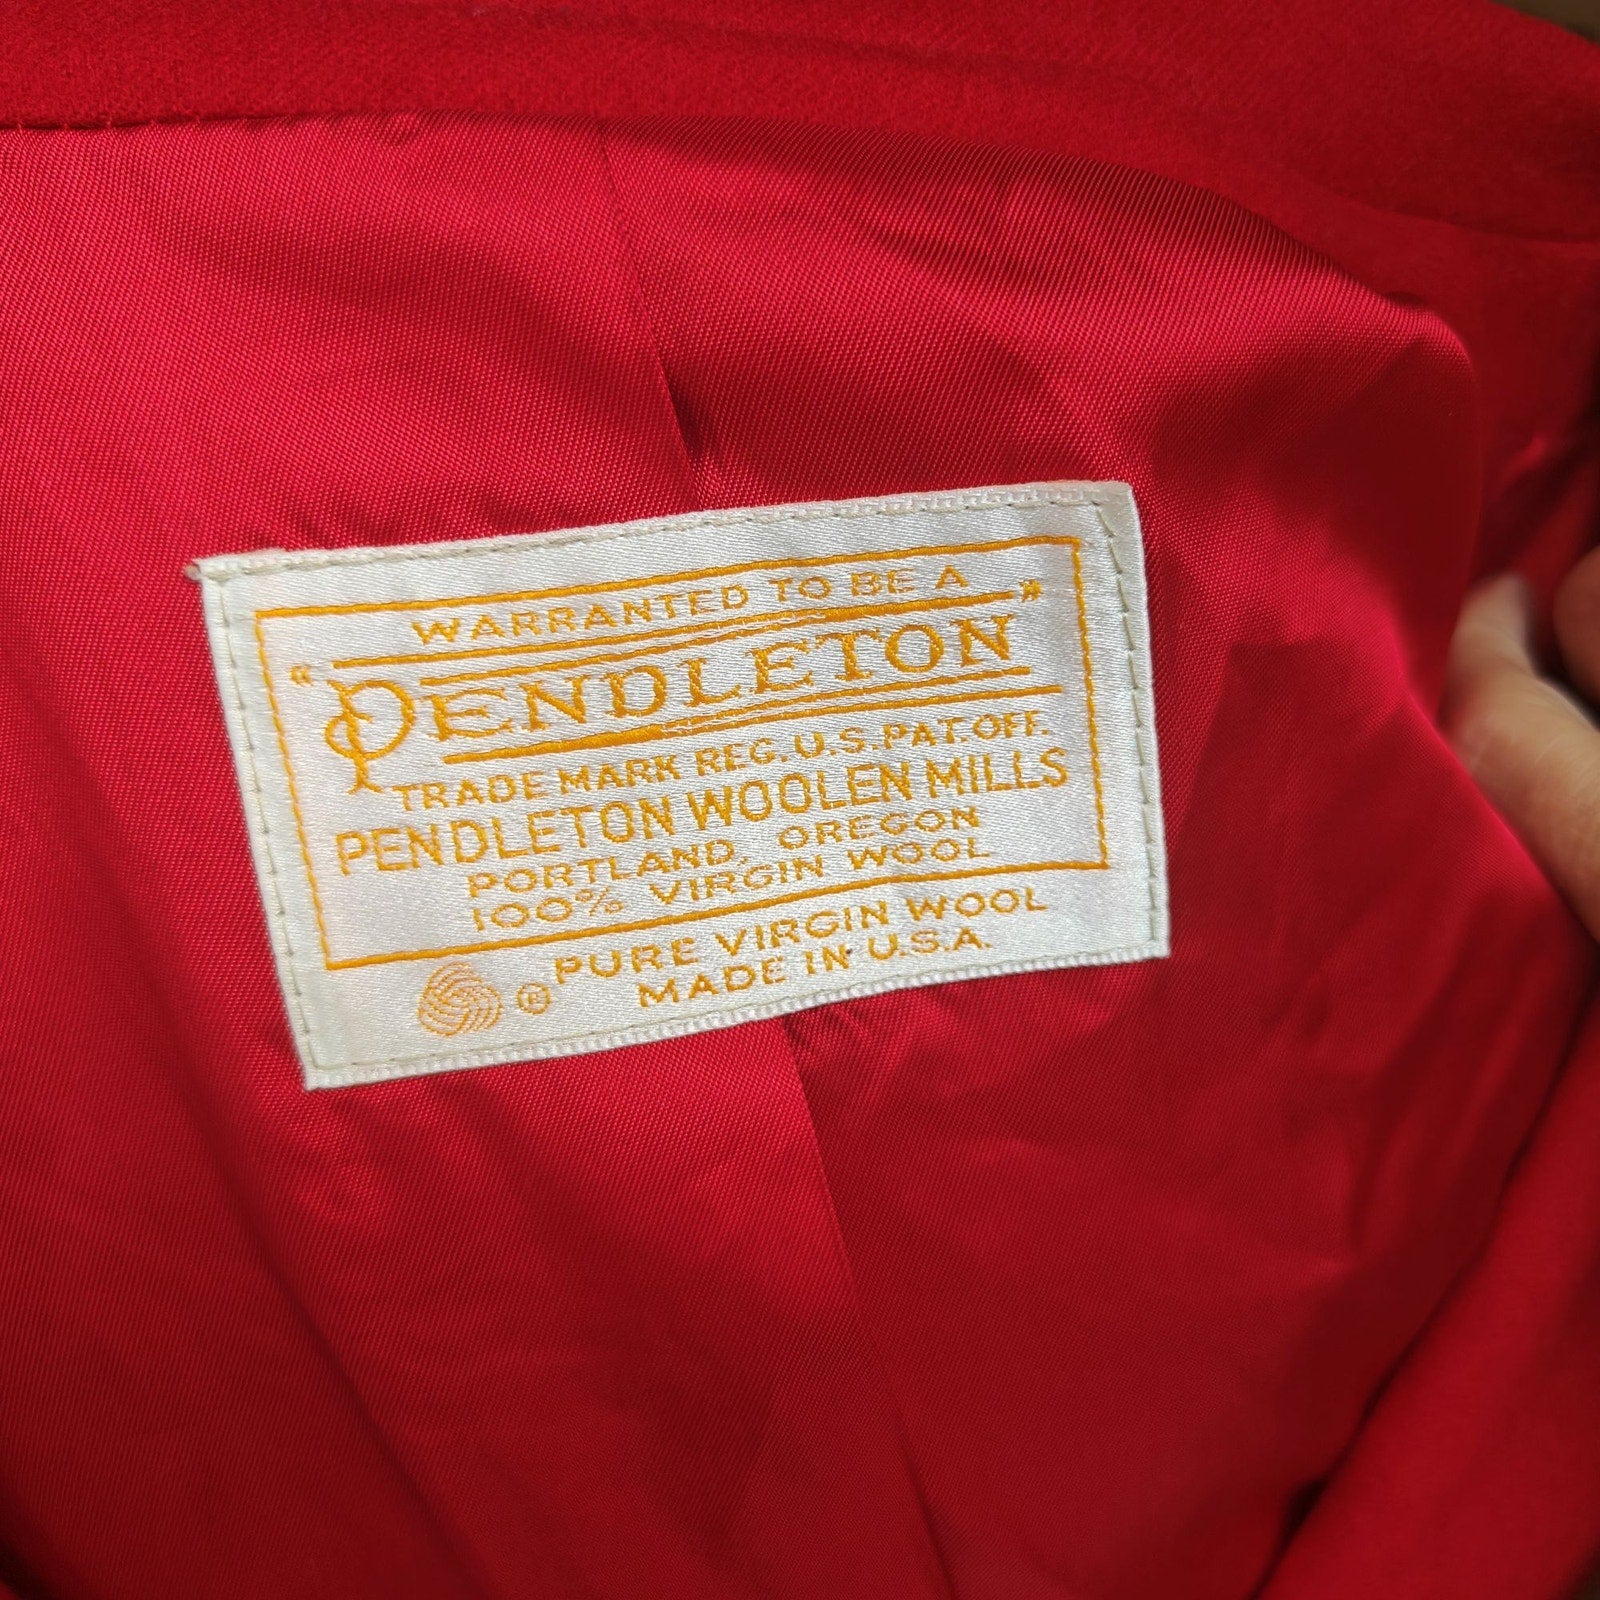 WARRANTED TO BE A
"PENDLETON"
TRADE MARK REG. U.S. PAT. OFF.
PENDLETON WOOLEN MILLS
PORTLAND, OREGON
100% VIRGIN WOOL
® PURE VIRGIN WOOL
MADE IN U.S.A.